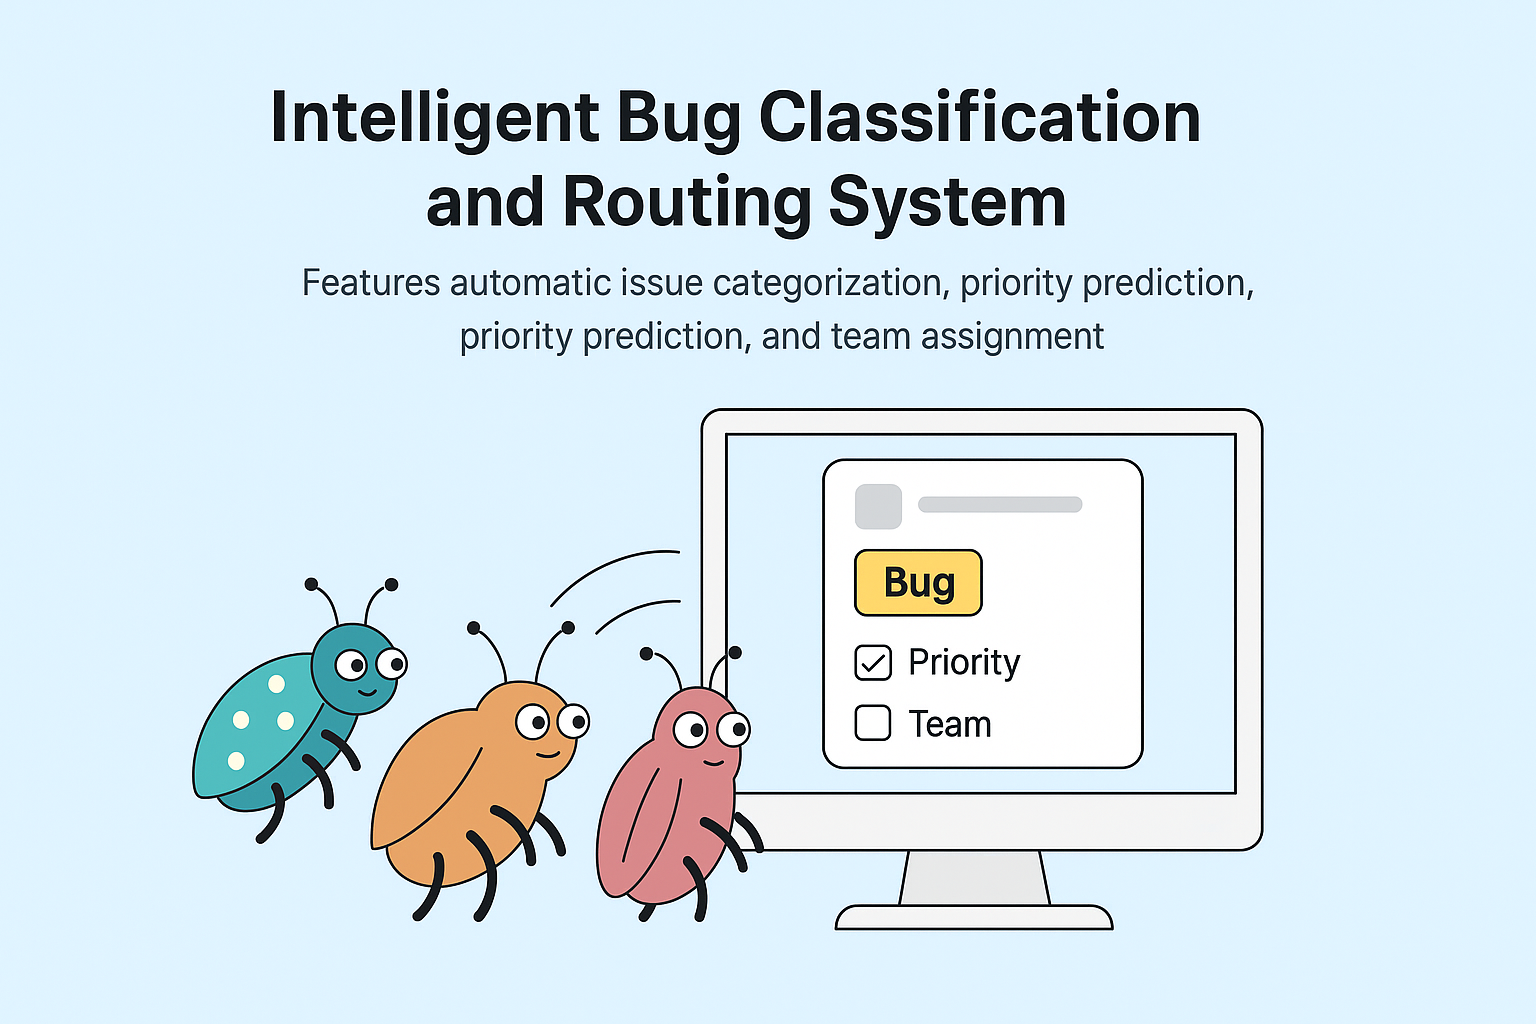 Intelligent Bug Classification
and Routing System
Features automatic issue categorization, priority prediction,
priority prediction, and team assignment
Bug
Priority
Team